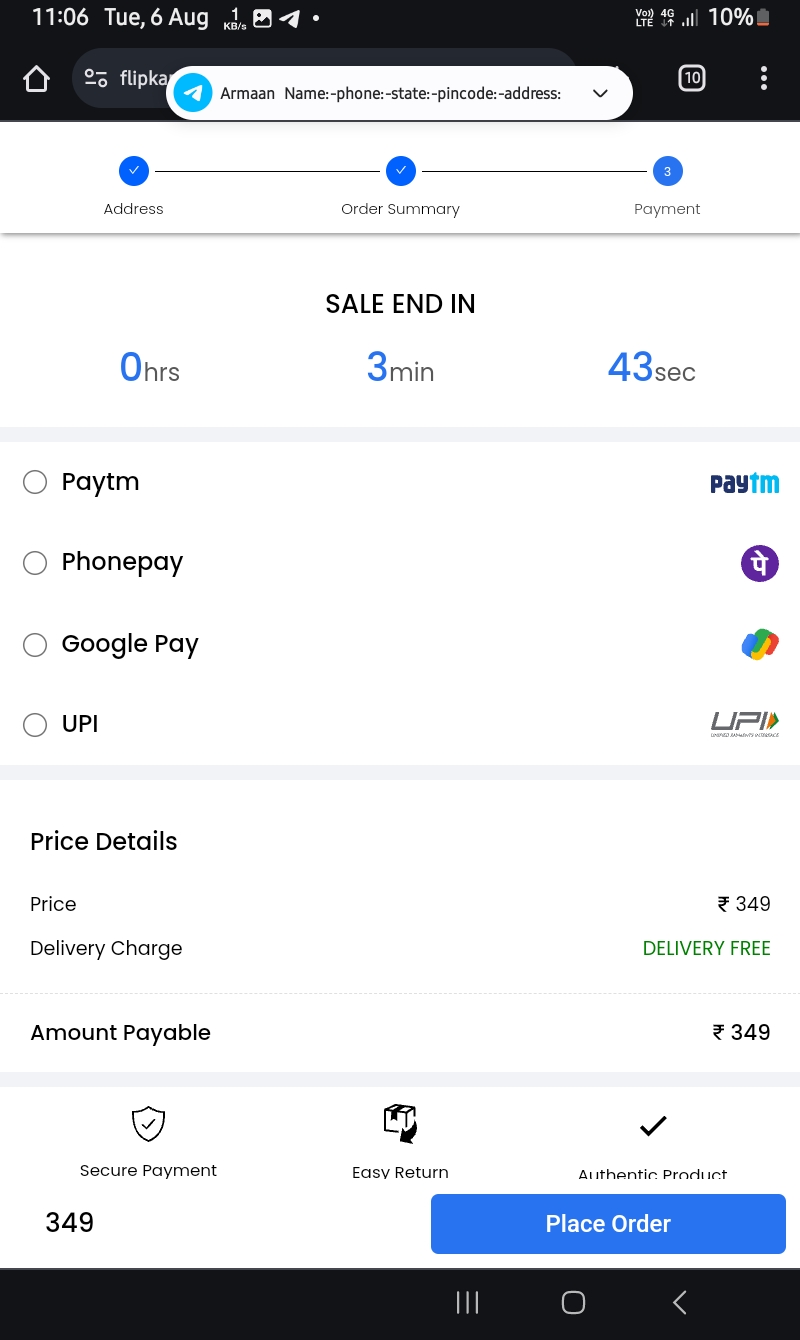 11:06 Tue, 6 Aug 1 KB/s Vo)) LTE 4G 10%
flipka 10
Armaan Name:-phone:-state:-pincode:-address:
3
Address Order Summary Payment
SALE END IN
0hrs 3min 43sec
Paytm paytm
Phonepay पे
Google Pay
UPI UPI
UNIFIED PAYMENTS INTERFACE
Price Details
Price ₹ 349
Delivery Charge DELIVERY FREE
Amount Payable ₹ 349
Secure Payment Easy Return Authentic Product
349 Place Order